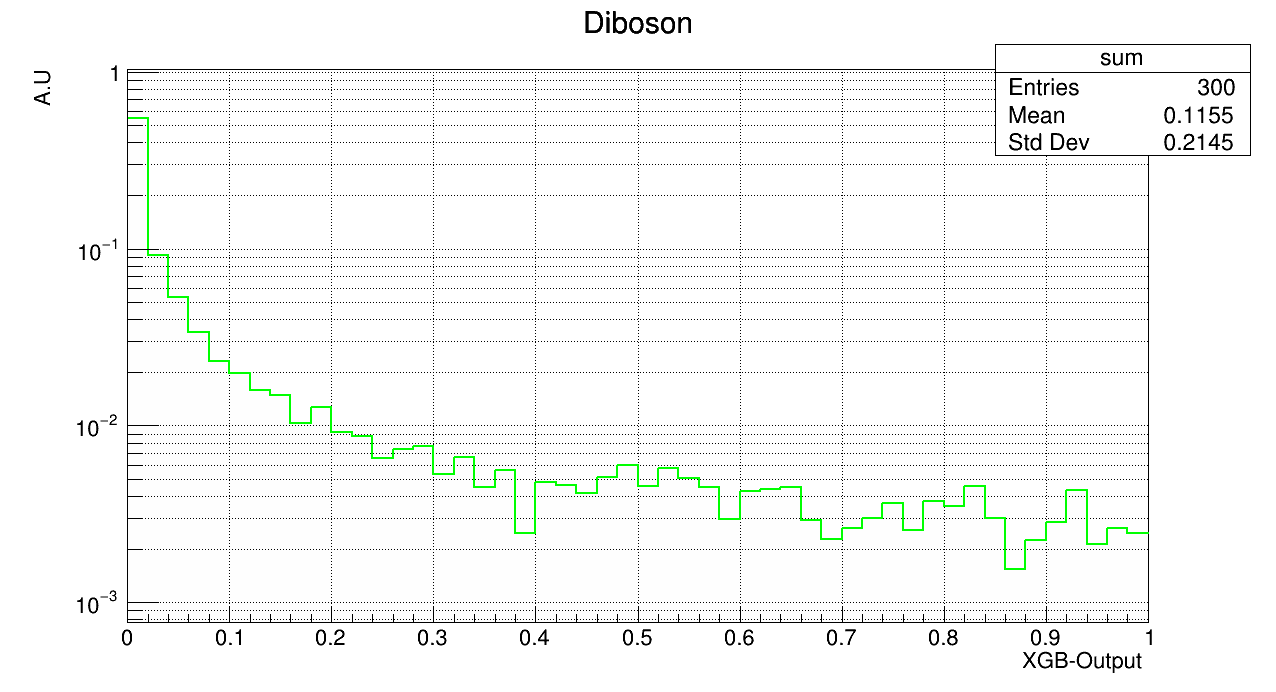 Diboson
A.U
sum
Entries 300
Mean 0.1155
Std Dev 0.2145
1
10⁻¹
10⁻²
10⁻³
0 0.1 0.2 0.3 0.4 0.5 0.6 0.7 0.8 0.9 1
XGB-Output